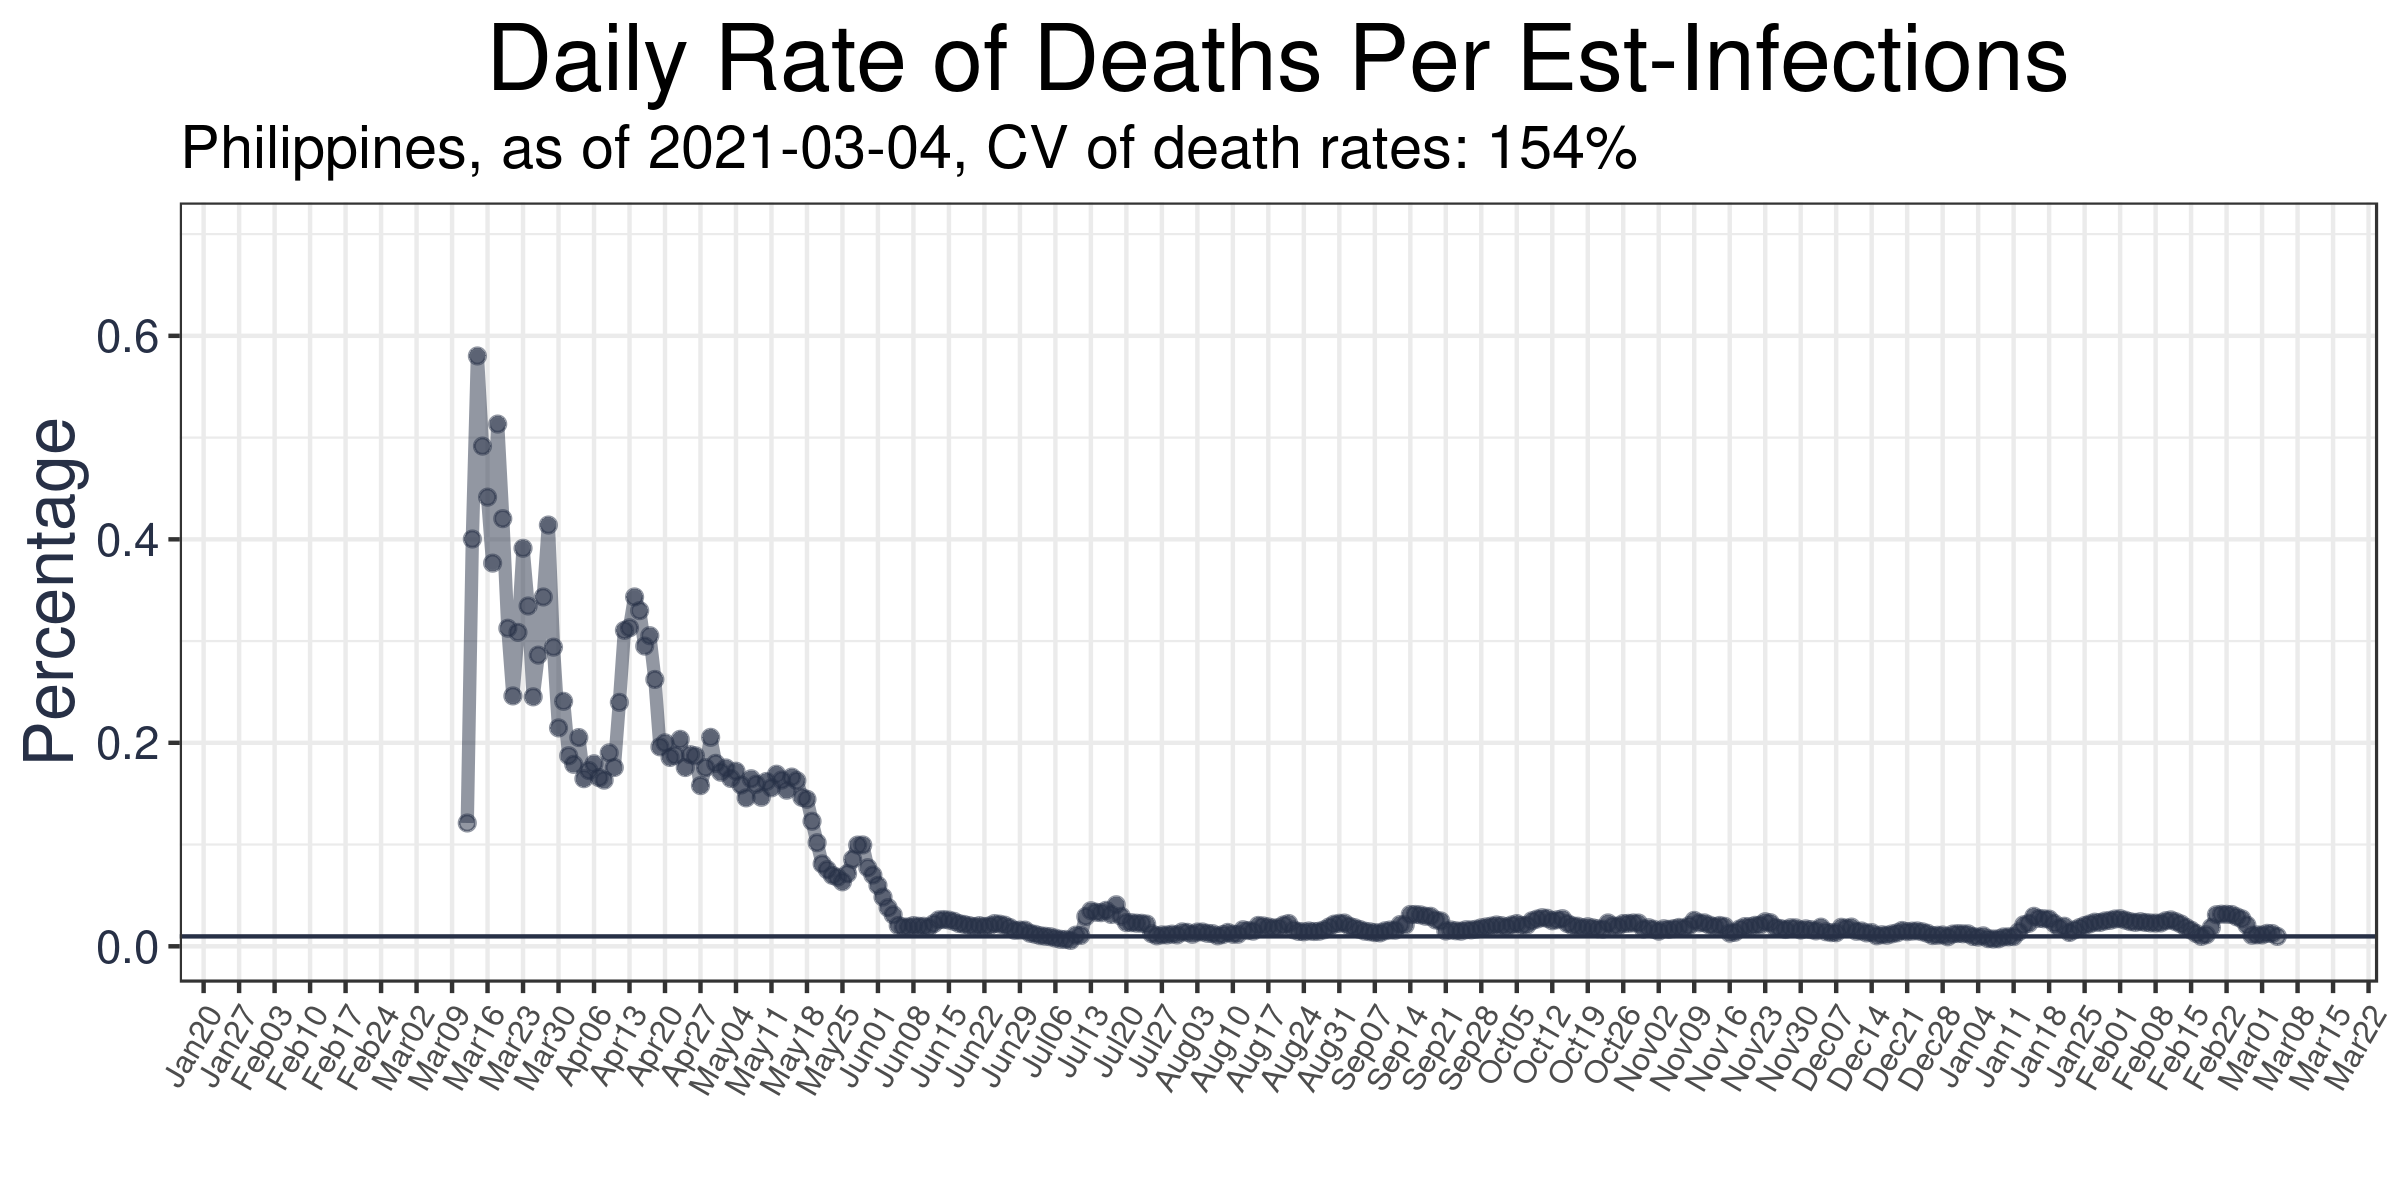 Daily Rate of Deaths Per Est-Infections
Philippines, as of 2021-03-04, CV of death rates: 154%
Percentage
0.6
0.4
0.2
0.0
Jan20
Jan27
Feb03
Feb10
Feb17
Feb24
Mar02
Mar09
Mar16
Mar23
Mar30
Apr06
Apr13
Apr20
Apr27
May04
May11
May18
May25
Jun01
Jun08
Jun15
Jun22
Jun29
Jul06
Jul13
Jul20
Jul27
Aug03
Aug10
Aug17
Aug24
Aug31
Sep07
Sep14
Sep21
Sep28
Oct05
Oct12
Oct19
Oct26
Nov02
Nov09
Nov16
Nov23
Nov30
Dec07
Dec14
Dec21
Dec28
Jan04
Jan11
Jan18
Jan25
Feb01
Feb08
Feb15
Feb22
Mar01
Mar08
Mar15
Mar22